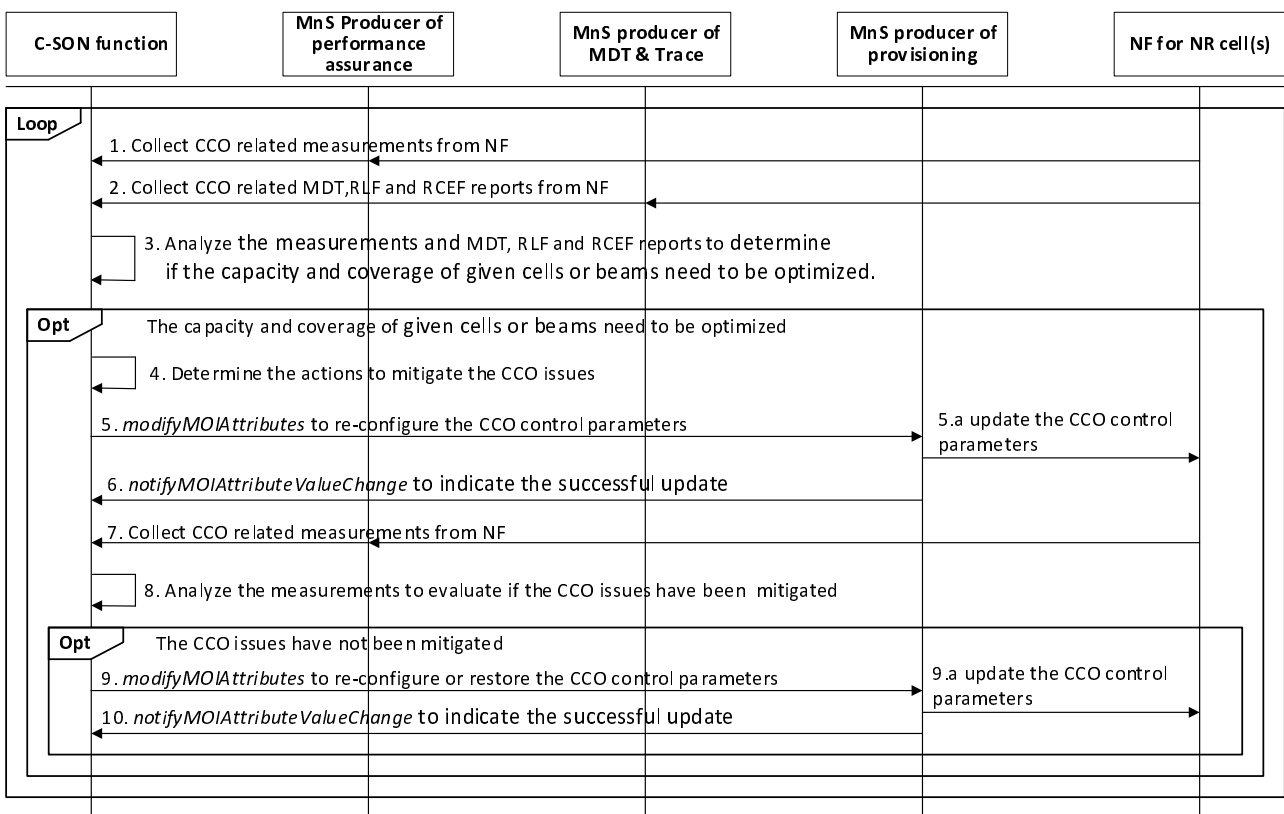 C-SON function
MnS Producer of
performance
assurance
MnS producer of
MDT & Trace
MnS producer of
provisioning
NF for NR cell(s)
Loop
1. Collect CCO related measurements from NF
2. Collect CCO related MDT,RLF and RCEF reports from NF
3. Analyze the measurements and MDT, RLF and RCEF reports to determine
if the capacity and coverage of given cells or beams need to be optimized.
Opt
The capacity and coverage of given cells or beams need to be optimized
4. Determine the actions to mitigate the CCO issues
5. modifyMOIAttributes to re-configure the CCO control parameters
5.a update the CCO control
parameters
6. notifyMOIAttributeValueChange to indicate the successful update
7. Collect CCO related measurements from NF
8. Analyze the measurements to evaluate if the CCO issues have been mitigated
Opt
The CCO issues have not been mitigated
9. modifyMOIAttributes to re-configure or restore the CCO control parameters
9.a update the CCO control
parameters
10. notifyMOIAttributeValueChange to indicate the successful update